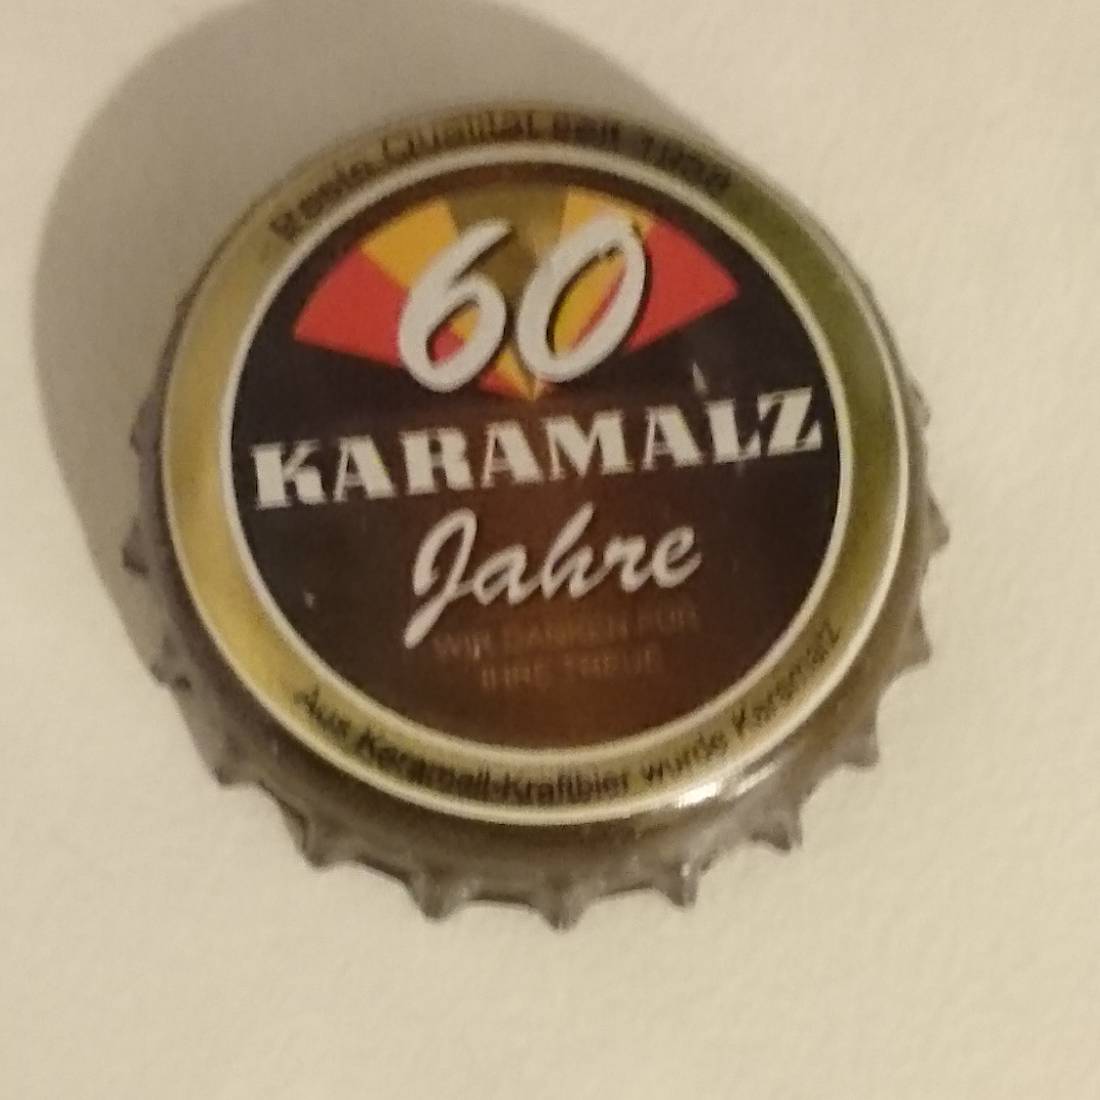 Beste Qualität seit
60
KARAMALZ
Jahre
WIR DANKEN FÜR
IHRE TREUE
Aus Karamell-Kraftbier wurde Karamalz